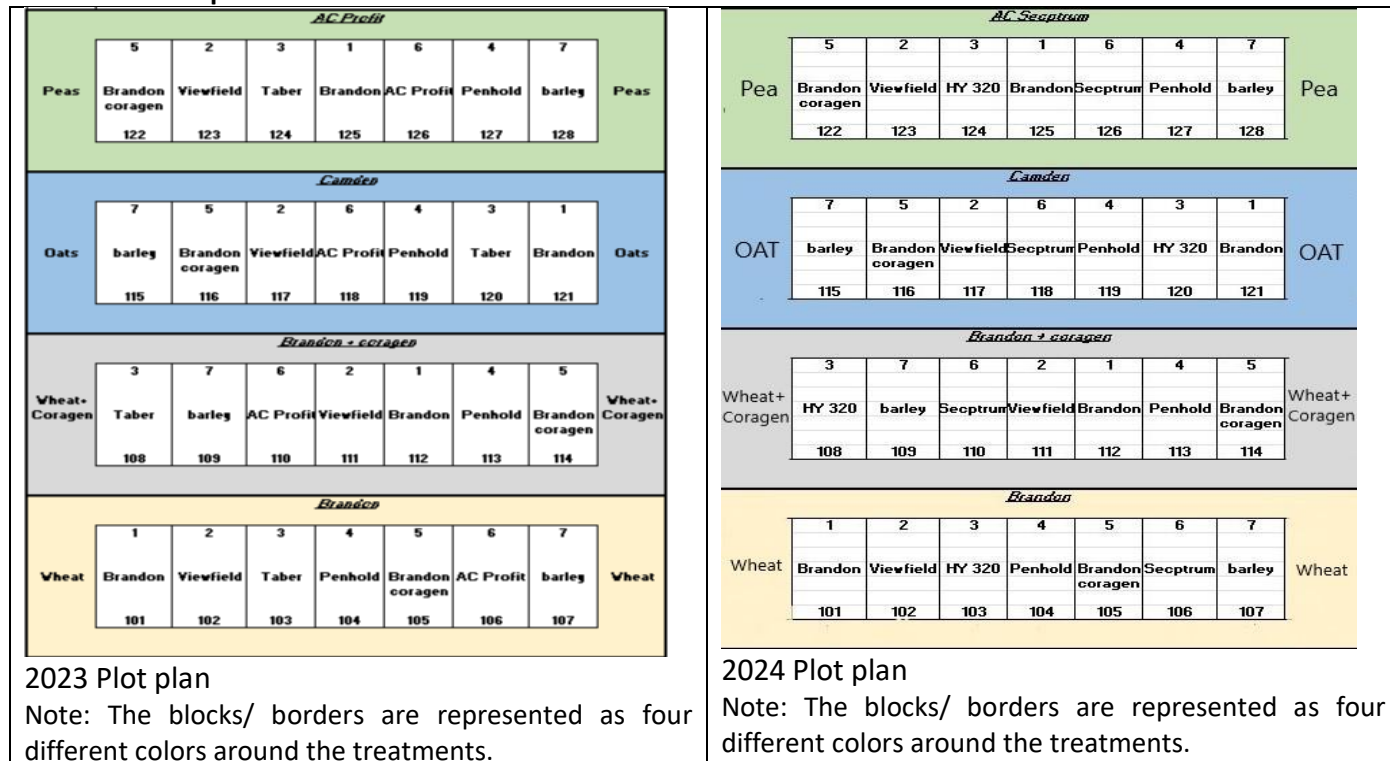 AC Profit
5 2 3 1 6 4 7
Peas Brandon Viewfield Taber Brandon AC Profit Penhold barley Peas
coragen
122 123 124 125 126 127 128
Camden
7 5 2 6 4 3 1
Oats barley Brandon Viewfield AC Profit Penhold Taber Brandon Oats
coragen
115 116 117 118 119 120 121
Brandon + coragen
3 7 6 2 1 4 5
Wheat+ Wheat+
Coragen Taber barley AC Profit Viewfield Brandon Penhold Brandon Coragen
coragen
108 109 110 111 112 113 114
Brandon
1 2 3 4 5 6 7
Wheat Brandon Viewfield Taber Penhold Brandon AC Profit barley Wheat
coragen
101 102 103 104 105 106 107
2023 Plot plan
Note: The blocks/ borders are represented as four
different colors around the treatments.
AC Secptrum
5 2 3 1 6 4 7
Pea Brandon Viewfield HY 320 Brandon Secptrum Penhold barley Pea
coragen
122 123 124 125 126 127 128
Camden
7 5 2 6 4 3 1
OAT barley Brandon Viewfield Secptrum Penhold HY 320 Brandon OAT
coragen
115 116 117 118 119 120 121
Brandon + coragen
3 7 6 2 1 4 5
Wheat+ Wheat+
Coragen HY 320 barley Secptrum Viewfield Brandon Penhold Brandon Coragen
coragen
108 109 110 111 112 113 114
Brandon
1 2 3 4 5 6 7
Wheat Brandon Viewfield HY 320 Penhold Brandon Secptrum barley Wheat
coragen
101 102 103 104 105 106 107
2024 Plot plan
Note: The blocks/ borders are represented as four
different colors around the treatments.